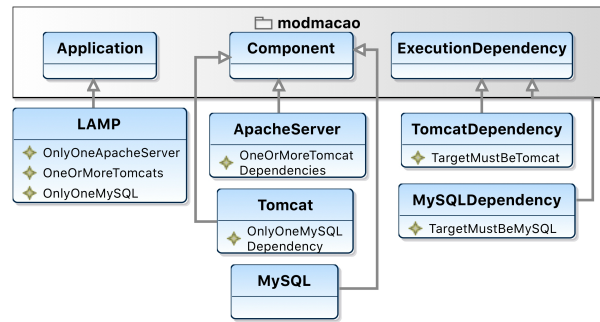 modmacao
Application
Component
ExecutionDependency
LAMP
OnlyOneApacheServer
OneOrMoreTomcats
OnlyOneMySQL
ApacheServer
OneOrMoreTomcat
Dependencies
TomcatDependency
TargetMustBeTomcat
Tomcat
OnlyOneMySQL
Dependency
MySQLDependency
TargetMustBeMySQL
MySQL